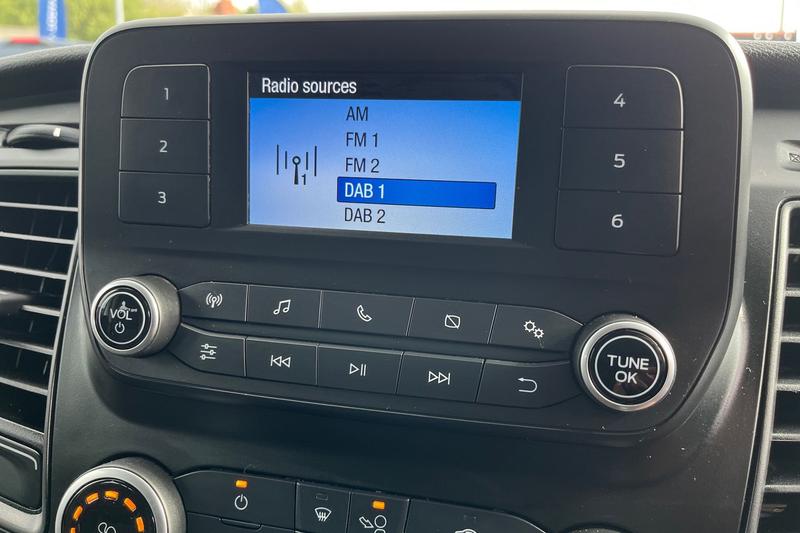 Radio sources
AM
FM 1
FM 2
DAB 1
DAB 2
1
1
2
3
4
5
6
VOL
TUNE
OK